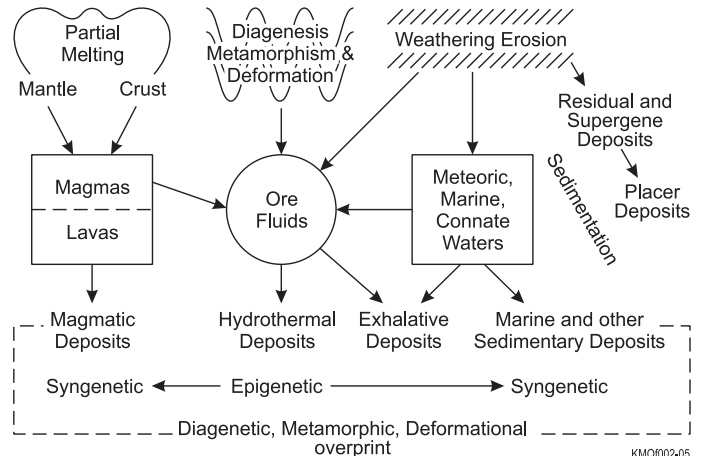 Partial
Melting
Mantle
Crust
Diagenesis
Metamorphism &
Deformation
Weathering Erosion
Residual and
Supergene
Deposits
Sedimentation
Placer
Deposits
Magmas
Lavas
Ore
Fluids
Meteoric,
Marine,
Connate
Waters
Magmatic
Deposits
Hydrothermal
Deposits
Exhalative
Deposits
Marine and other
Sedimentary Deposits
Syngenetic
Epigenetic
Syngenetic
Diagenetic, Metamorphic, Deformational
overprint
KMOf002-05